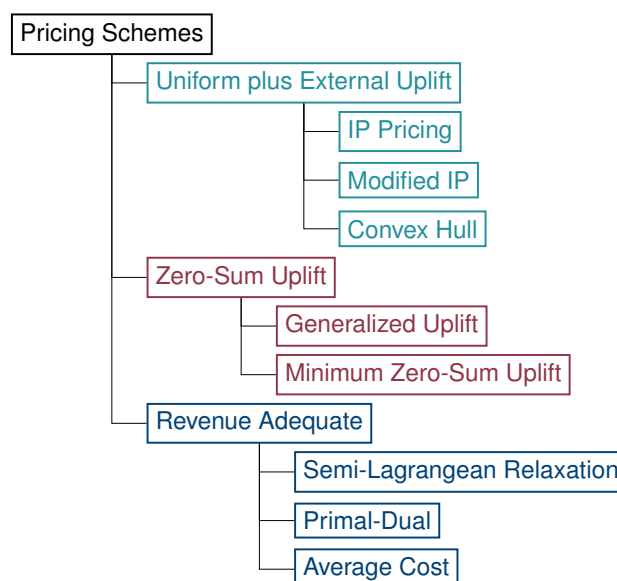 Pricing Schemes
Uniform plus External Uplift
IP Pricing
Modified IP
Convex Hull
Zero-Sum Uplift
Generalized Uplift
Minimum Zero-Sum Uplift
Revenue Adequate
Semi-Lagrangean Relaxation
Primal-Dual
Average Cost